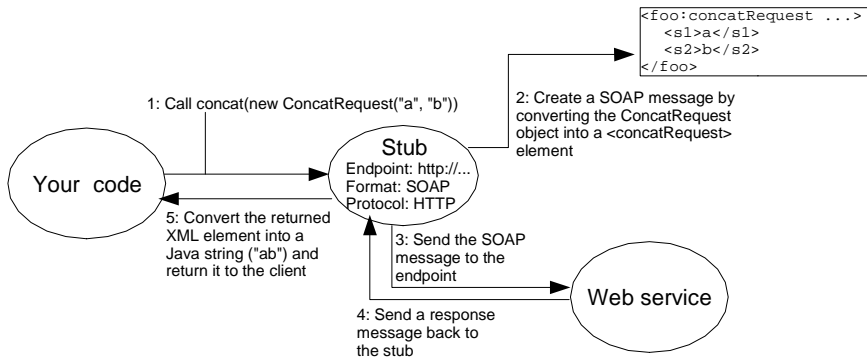 <foo:concatRequest ...>
<s1>a</s1>
<s2>b</s2>
</foo>
1: Call concat(new ConcatRequest("a", "b"))
2: Create a SOAP message by
converting the ConcatRequest
object into a <concatRequest>
element
Stub
Endpoint: http://...
Format: SOAP
Protocol: HTTP
Your code
5: Convert the returned
XML element into a
Java string ("ab") and
return it to the client
3: Send the SOAP
message to the
endpoint
Web service
4: Send a response
message back to
the stub